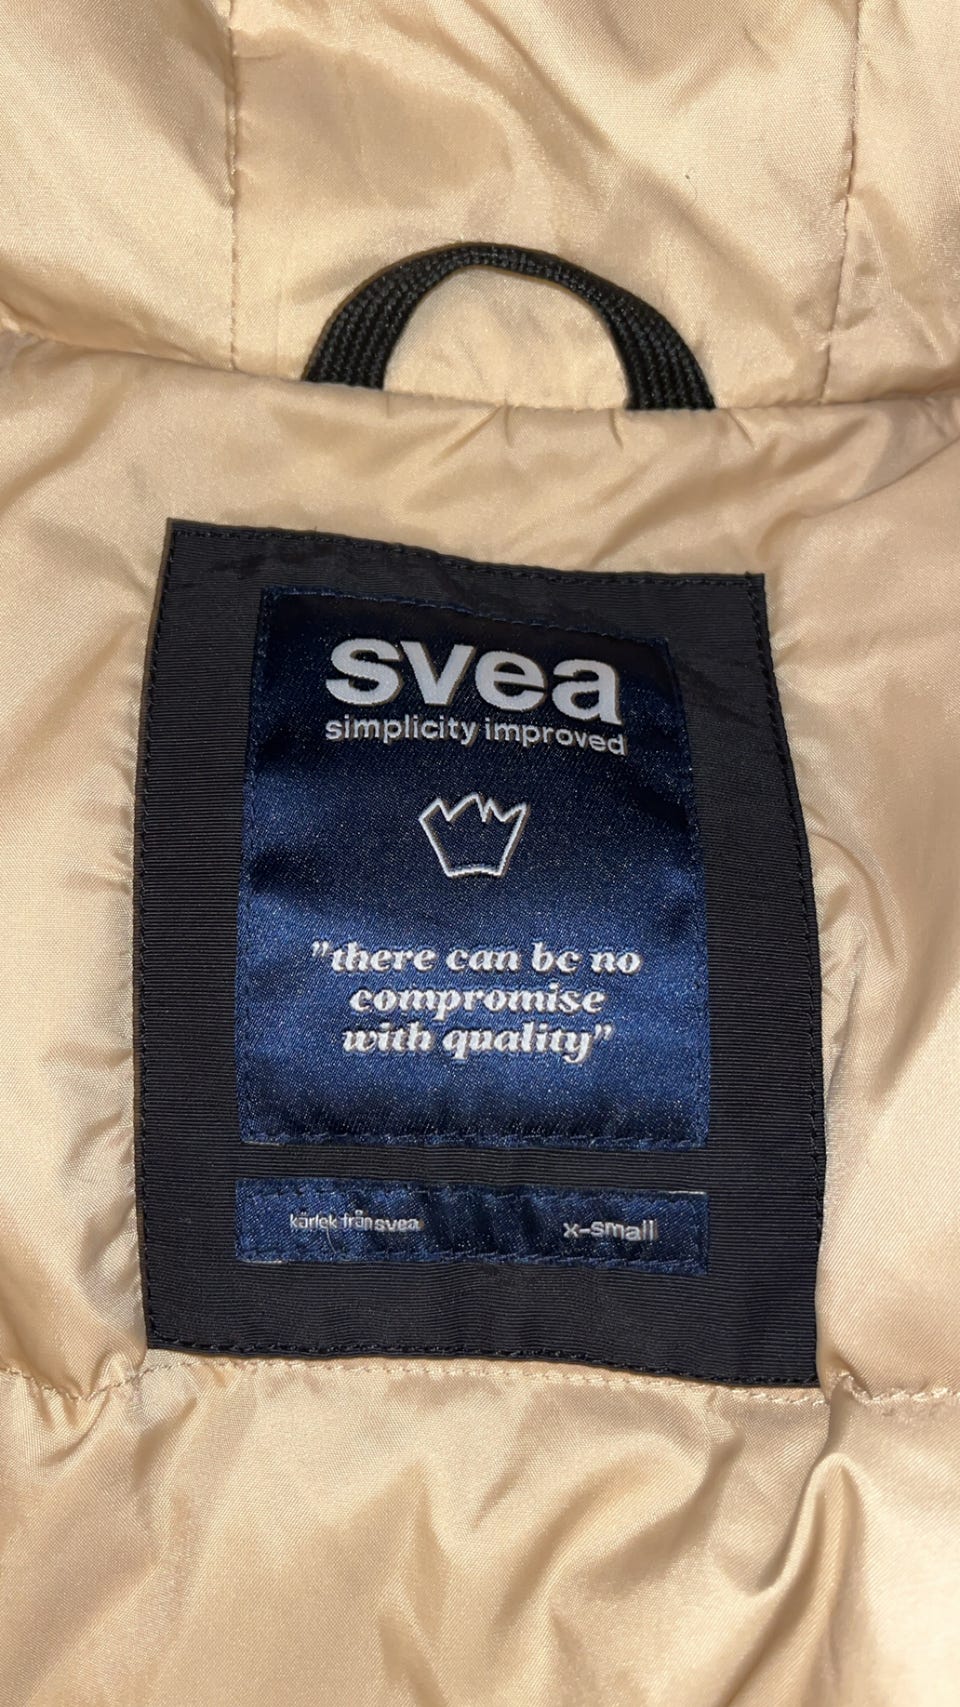 svea
simplicity improved
"there can be no
compromise
with quality"
kärlek från svea
x-small